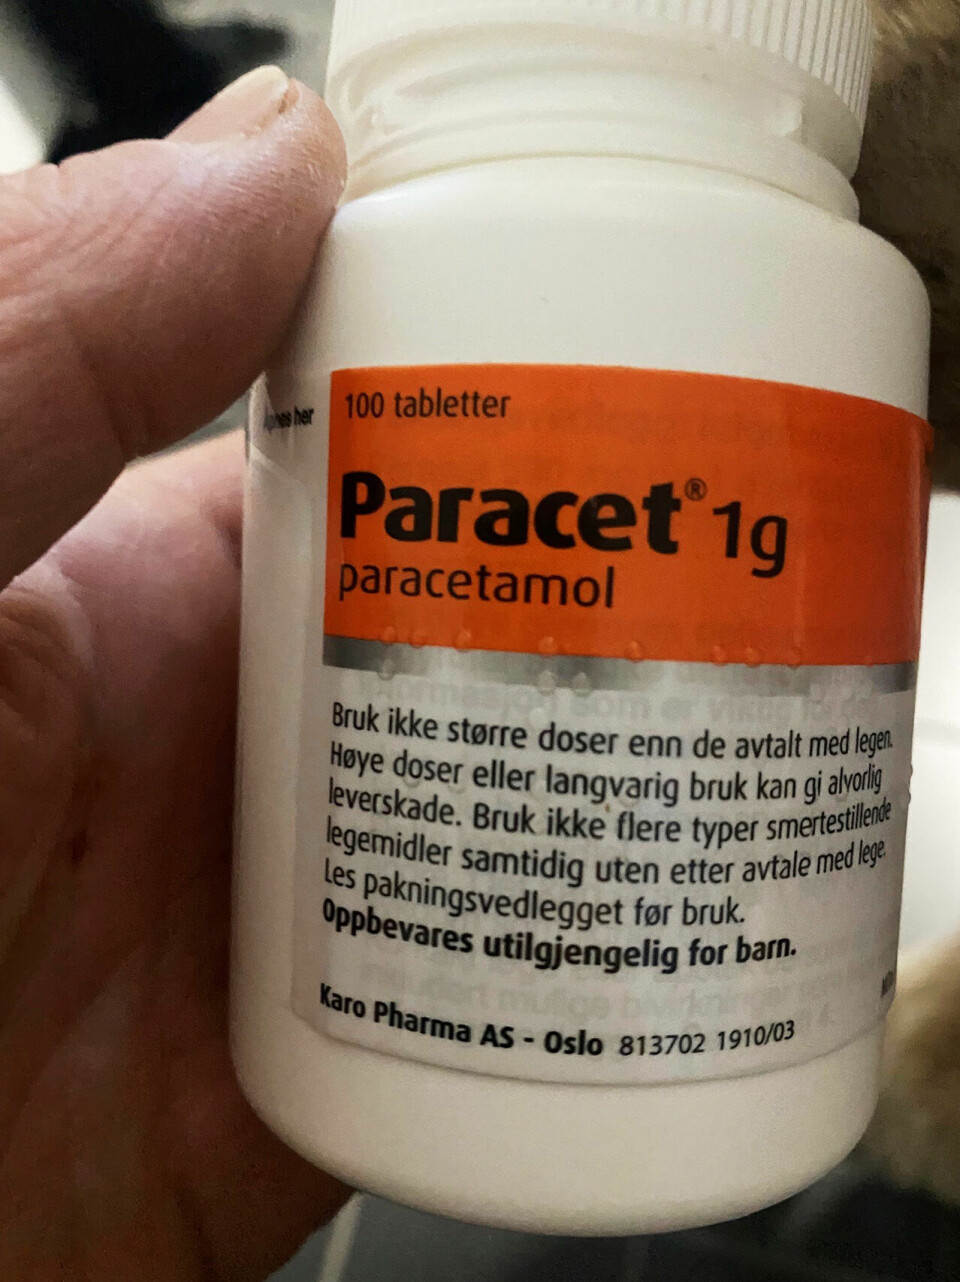 100 tabletter
Paracet® 1g
paracetamol
Bruk ikke større doser enn de avtalt med legen.
Høye doser eller langvarig bruk kan gi alvorlig
leverskade. Bruk ikke flere typer smertestillende
legemidler samtidig uten etter avtale med lege.
Les pakningsvedlegget før bruk.
Oppbevares utilgjengelig for barn.
Karo Pharma AS - Oslo 813702 1910/03
her